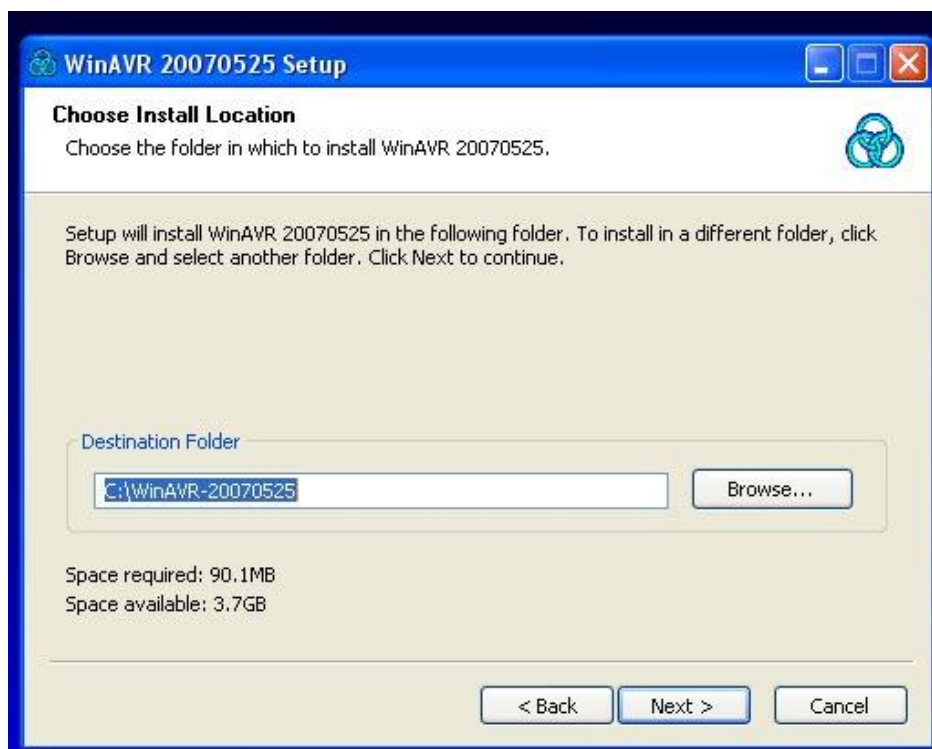 WinAVR 20070525 Setup
Choose Install Location
Choose the folder in which to install WinAVR 20070525.
Setup will install WinAVR 20070525 in the following folder. To install in a different folder, click
Browse and select another folder. Click Next to continue.
Destination Folder
C:\WinAVR-20070525
Browse...
Space required: 90.1MB
Space available: 3.7GB
< Back
Next >
Cancel